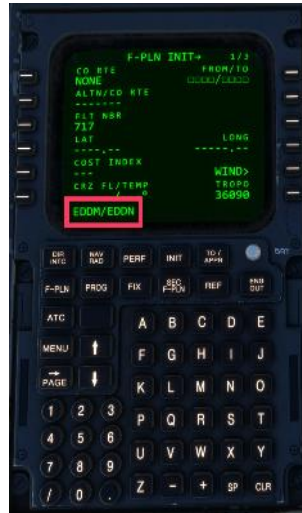 F-PLN INIT→ 1/3
CO RTE FROM/TO
NONE □□□□/□□□□
ALTN/CO RTE
-------
FLT NBR
717
LAT LONG
----.-- -----.--
COST INDEX
--- WIND>
CRZ FL/TEMP TROPO
/ ° 36090
EDDM/EDDN
DIR INTC NAV RAD PERF INIT TO/ APPR BRT
F-PLN PROG FIX SEC F-PLN REF ENG OUT
ATC
A B C D E
MENU ↑ F G H I J
→ PAGE ↓ K L M N O
1 2 3 P Q R S T
4 5 6 U V W X Y
7 8 9 Z - + SP CLR
/ 0 .